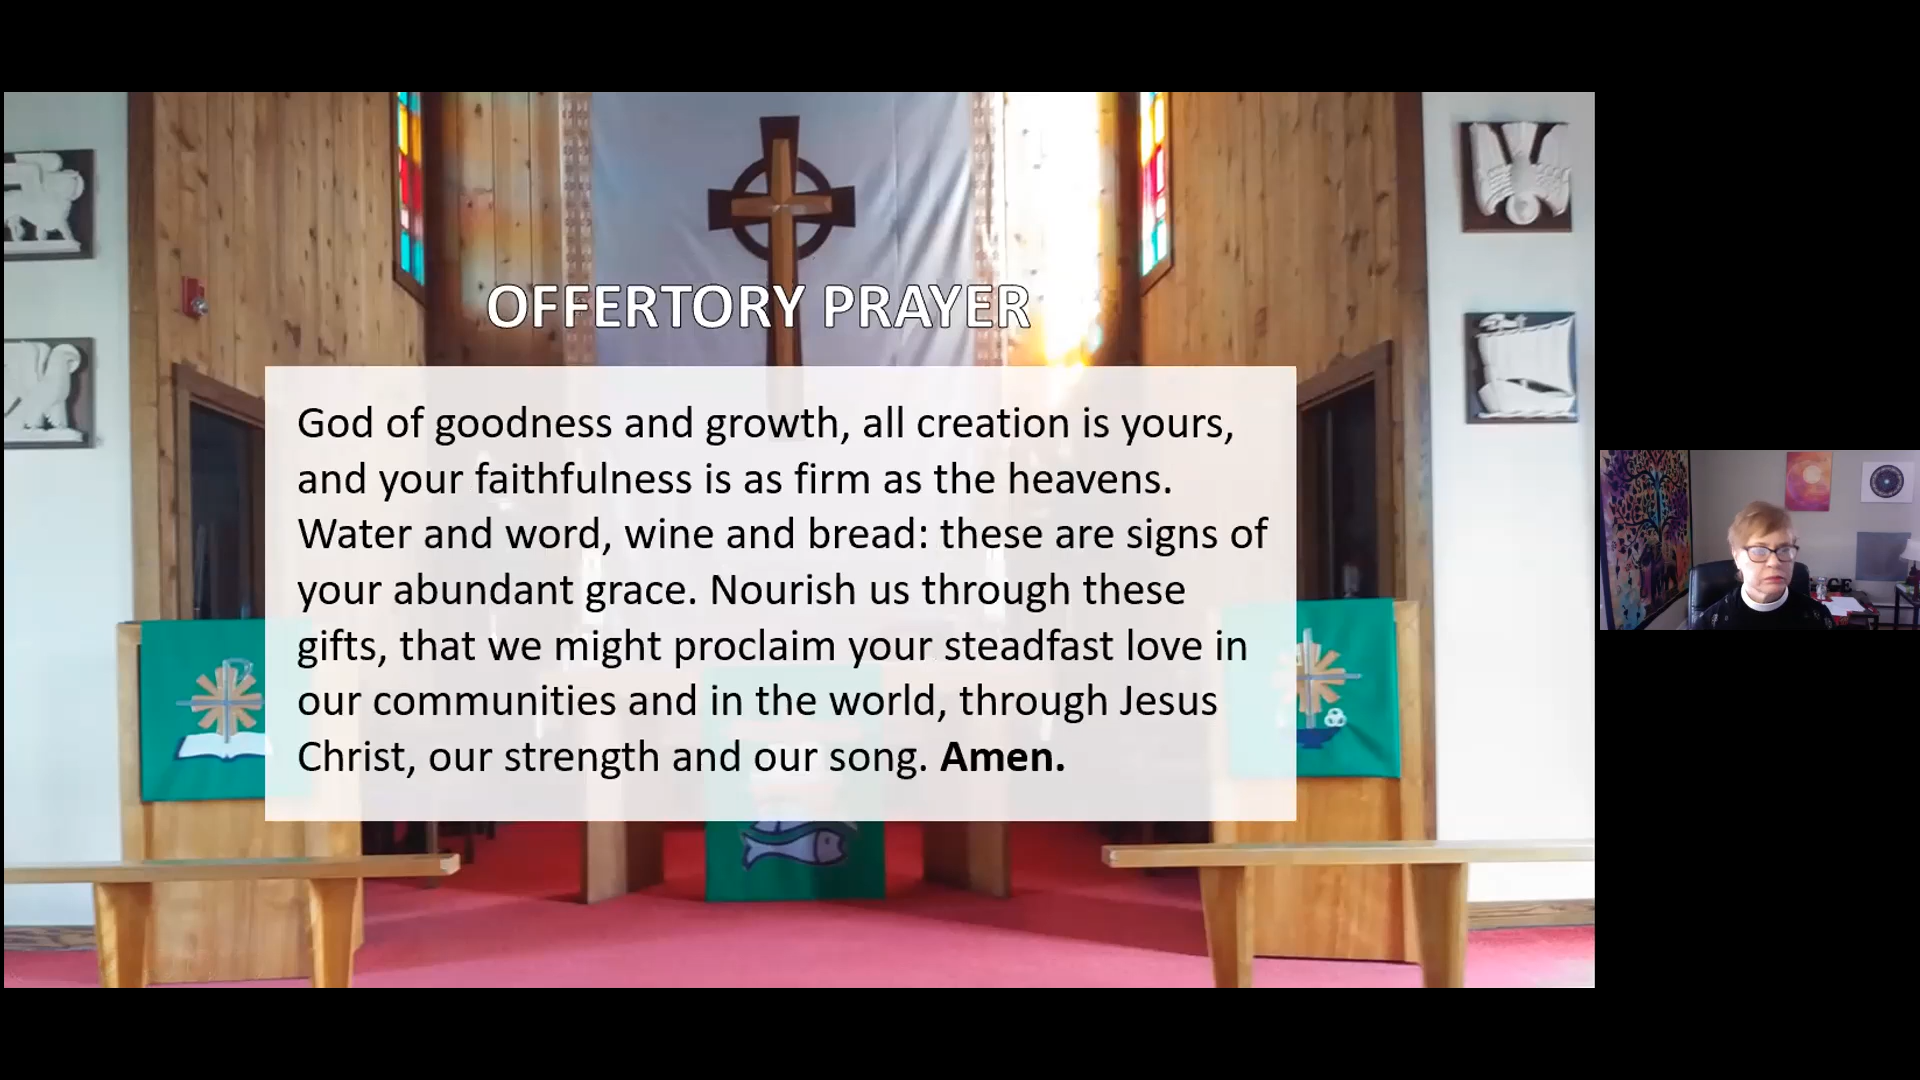 OFFERTORY PRAYER
God of goodness and growth, all creation is yours,
and your faithfulness is as firm as the heavens.
Water and word, wine and bread: these are signs of
your abundant grace. Nourish us through these
gifts, that we might proclaim your steadfast love in
our communities and in the world, through Jesus
Christ, our strength and our song. Amen.